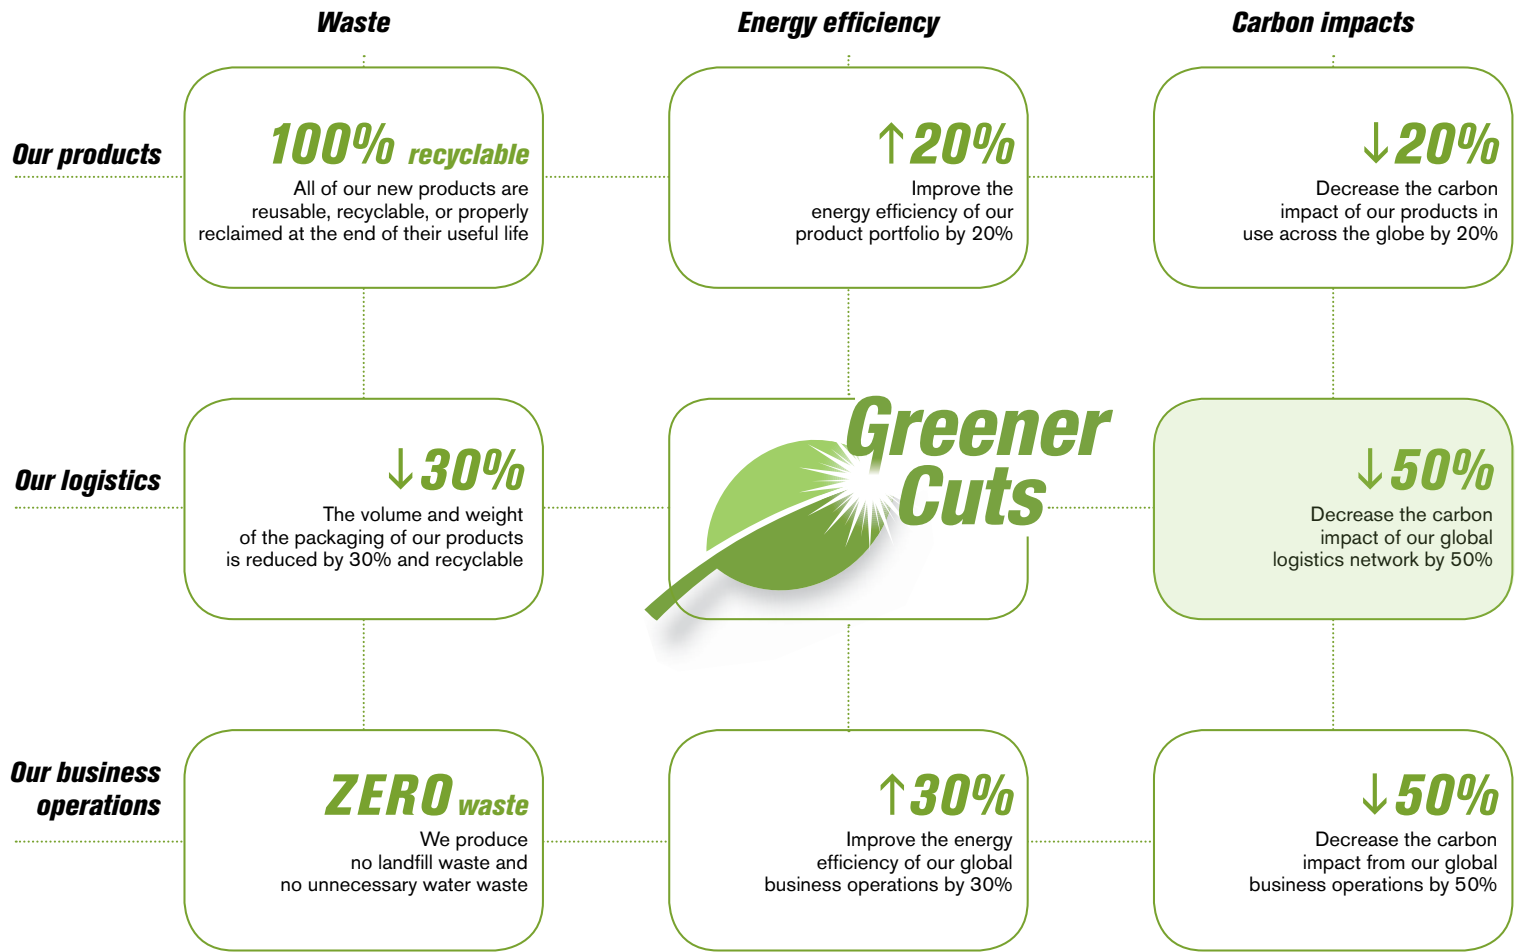 Waste
Energy efficiency
Carbon impacts
Our products
100% recyclable
All of our new products are
reusable, recyclable, or properly
reclaimed at the end of their useful life
↑20%
Improve the
energy efficiency of our
product portfolio by 20%
↓20%
Decrease the carbon
impact of our products in
use across the globe by 20%
Our logistics
↓30%
The volume and weight
of the packaging of our products
is reduced by 30% and recyclable
Greener
Cuts
↓50%
Decrease the carbon
impact of our global
logistics network by 50%
Our business
operations
ZERO waste
We produce
no landfill waste and
no unnecessary water waste
↑30%
Improve the energy
efficiency of our global
business operations by 30%
↓50%
Decrease the carbon
impact from our global
business operations by 50%